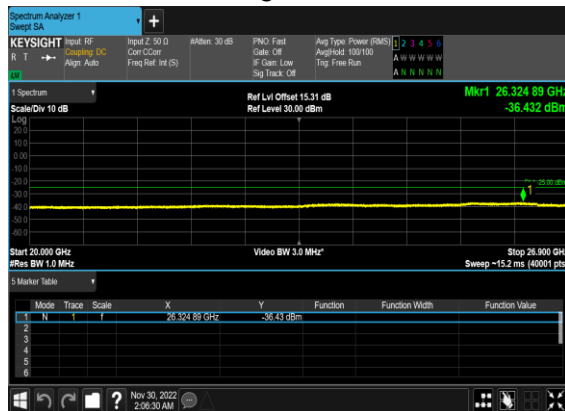 Spectrum Analyzer 1
Swept SA
KEYSIGHT Input: RF Input Z: 50 Ω #Atten: 30 dB PNO: Fast Avg Type: Power (RMS) 1 2 3 4 5 6
R T Coupling: DC Corr CCorr Gate: Off Avg|Hold: 100/100 A W W W W W
Align: Auto Freq Ref: Int (S) IF Gain: Low Trig: Free Run
Sig Track: Off A N N N N N
LW
1 Spectrum Ref Lvl Offset 15.31 dB Mkr1 26.324 89 GHz
Scale/Div 10 dB Ref Level 30.00 dBm -36.432 dBm
Log
20.0
10.0
0.00
-10.0
-20.0
-25.00 dBm
1
-30.0
-40.0
-50.0
-60.0
Start 20.000 GHz Video BW 3.0 MHz* Stop 26.900 GHz
#Res BW 1.0 MHz Sweep ~15.2 ms (40001 pts
5 Marker Table
Mode Trace Scale X Y Function Function Width Function Value
1 N 1 f 26.324 89 GHz -36.43 dBm
2
3
4
5
6
? Nov 30, 2022
2:06:30 AM